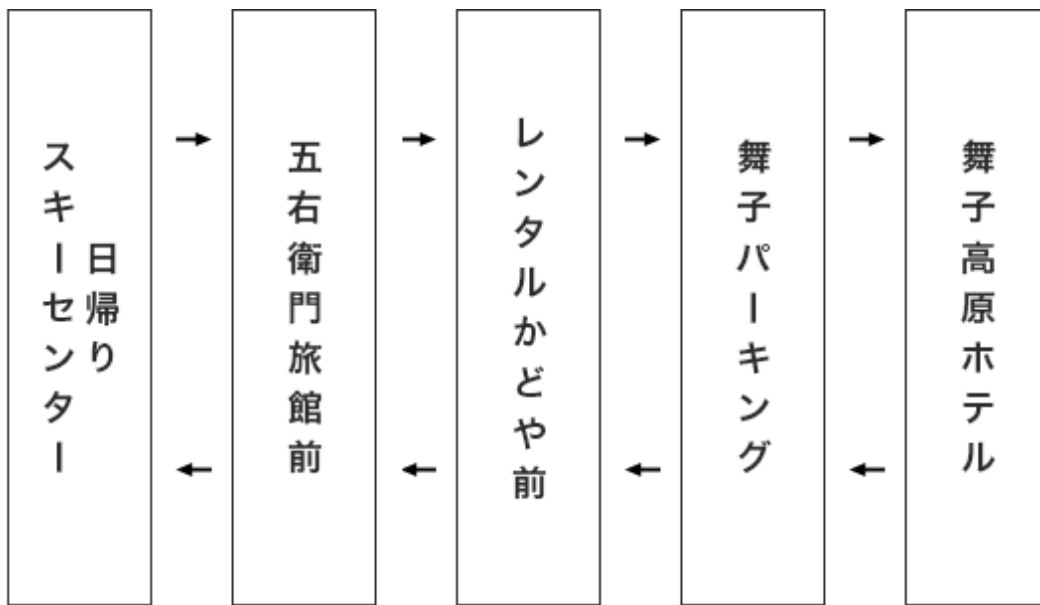 日帰り
スキーセンター
五右衛門旅館前
レンタルかどや前
舞子パーキング
舞子高原ホテル